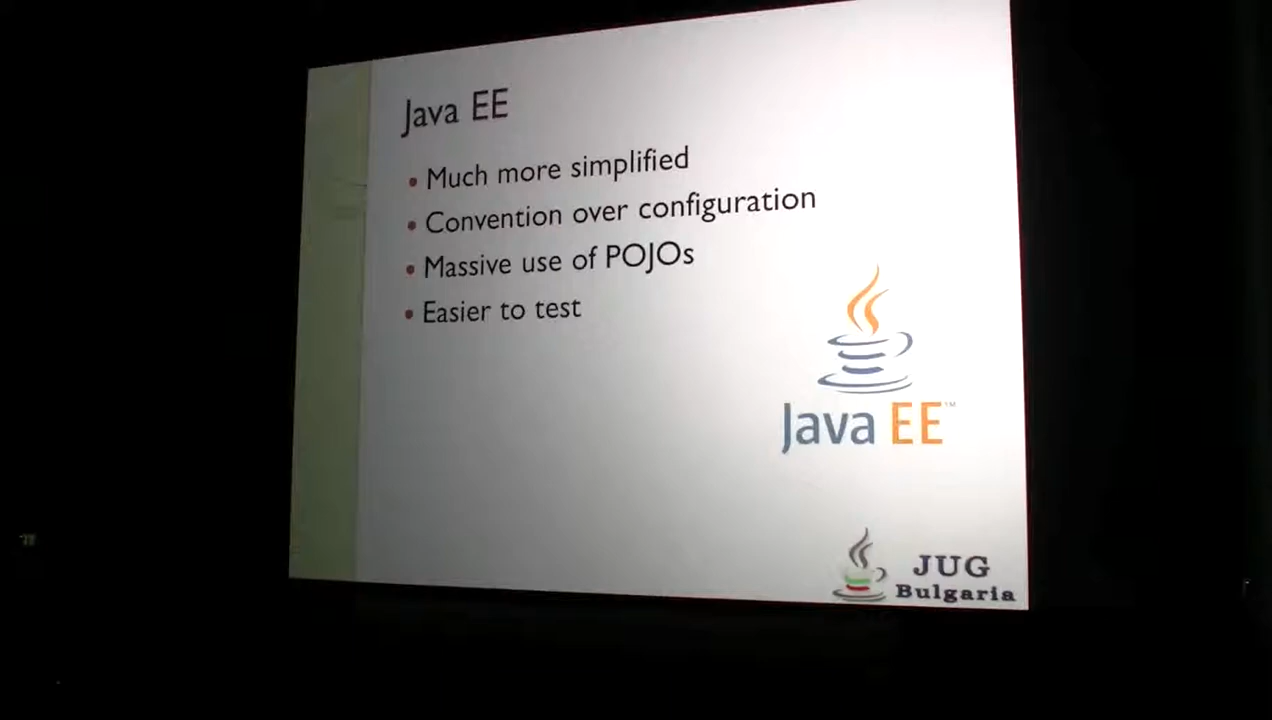 Java EE
• Much more simplified
• Convention over configuration
• Massive use of POJOs
• Easier to test
Java EE™
JUG
Bulgaria